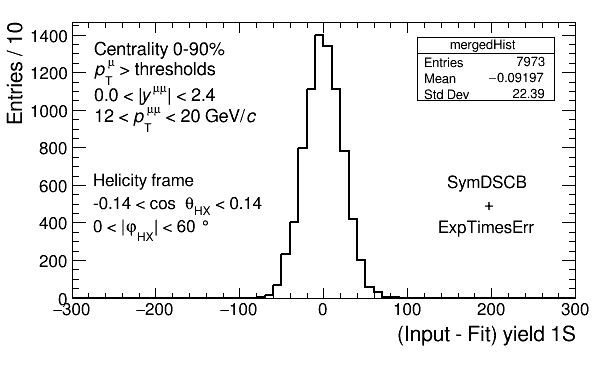 Entries / 10
1400
1200
1000
800
600
400
200
0
−300
−200
−100
0
100
200
300
(Input - Fit) yield 1S
Centrality 0-90%
p_T^μ > thresholds
0.0 < |y^μμ| < 2.4
12 < p_T^μμ < 20 GeV/c
Helicity frame
-0.14 < cos θ_HX < 0.14
0 < |φ_HX| < 60 °
mergedHist
Entries 7973
Mean −0.09197
Std Dev 22.39
SymDSCB
+
ExpTimesErr